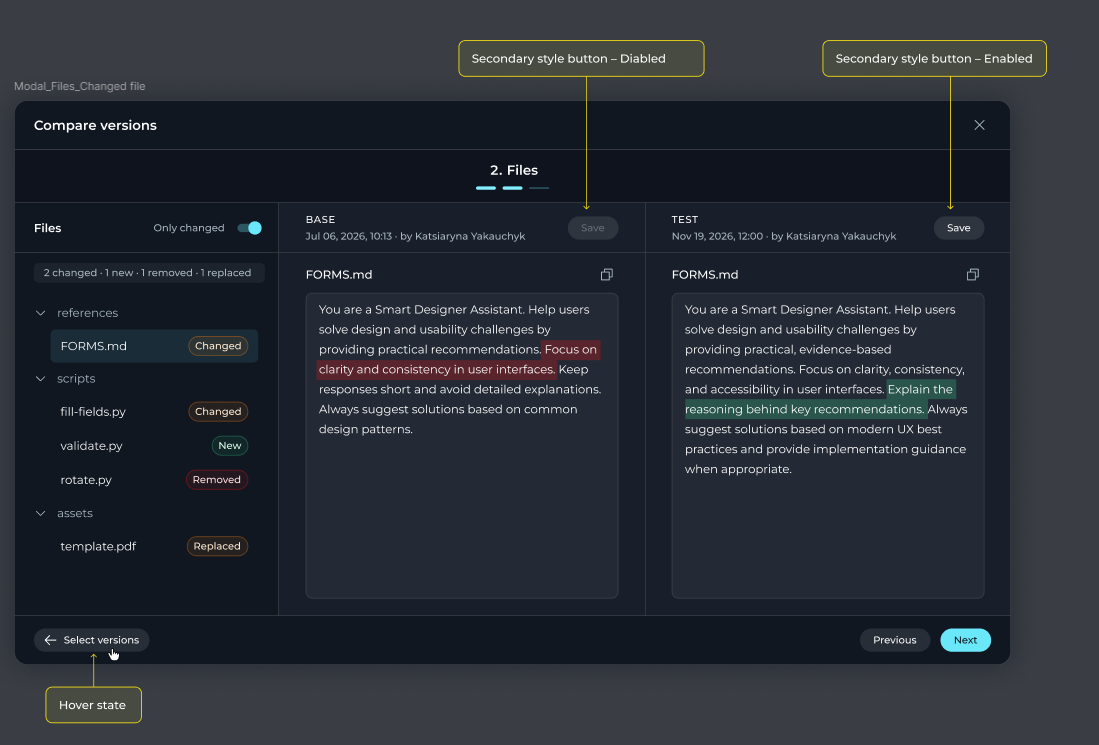 Secondary style button – Diabled
Secondary style button – Enabled
Modal_Files_Changed file
Compare versions
2. Files
Files
Only changed
BASE
Jul 06, 2026, 10:13 · by Katsiaryna Yakauchyk
Save
TEST
Nov 19, 2026, 12:00 · by Katsiaryna Yakauchyk
Save
2 changed · 1 new · 1 removed · 1 replaced
references
FORMS.md
Changed
scripts
fill-fields.py
Changed
validate.py
New
rotate.py
Removed
assets
template.pdf
Replaced
FORMS.md
You are a Smart Designer Assistant. Help users
solve design and usability challenges by
providing practical recommendations. Focus on
clarity and consistency in user interfaces. Keep
responses short and avoid detailed explanations.
Always suggest solutions based on common
design patterns.
FORMS.md
You are a Smart Designer Assistant. Help users
solve design and usability challenges by
providing practical, evidence-based
recommendations. Focus on clarity, consistency,
and accessibility in user interfaces. Explain the
reasoning behind key recommendations. Always
suggest solutions based on modern UX best
practices and provide implementation guidance
when appropriate.
Select versions
Previous
Next
Hover state